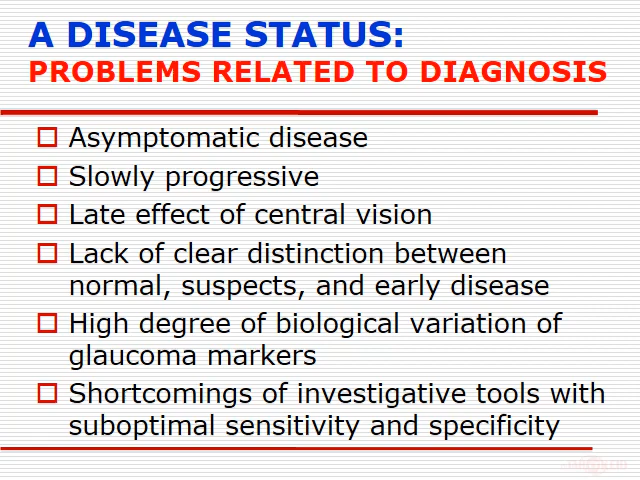 A DISEASE STATUS:
PROBLEMS RELATED TO DIAGNOSIS
Asymptomatic disease
Slowly progressive
Late effect of central vision
Lack of clear distinction between
normal, suspects, and early disease
High degree of biological variation of
glaucoma markers
Shortcomings of investigative tools with
suboptimal sensitivity and specificity